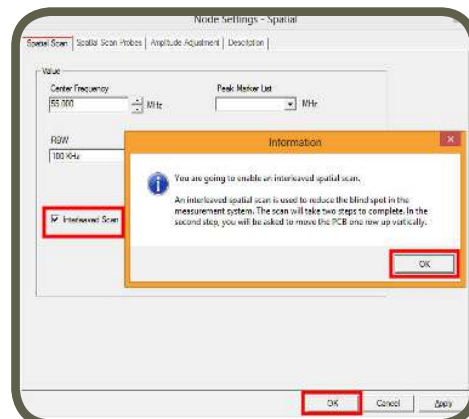 Node Settings - Spatial
Spatial Scan Spatial Scan Probes Amplitude Adjustment Description
Value
Center Frequency Peak Marker List
55.000 MHz MHz
RBW
100 KHz
Information
You are going to enable an interleaved spatial scan.
An interleaved spatial scan is used to reduce the blind spot in the
measurement system. The scan will take two steps to complete. In the
second step, you will be asked to move the PCB one row up vertically.
Interleaved Scan
OK
OK Cancel Apply